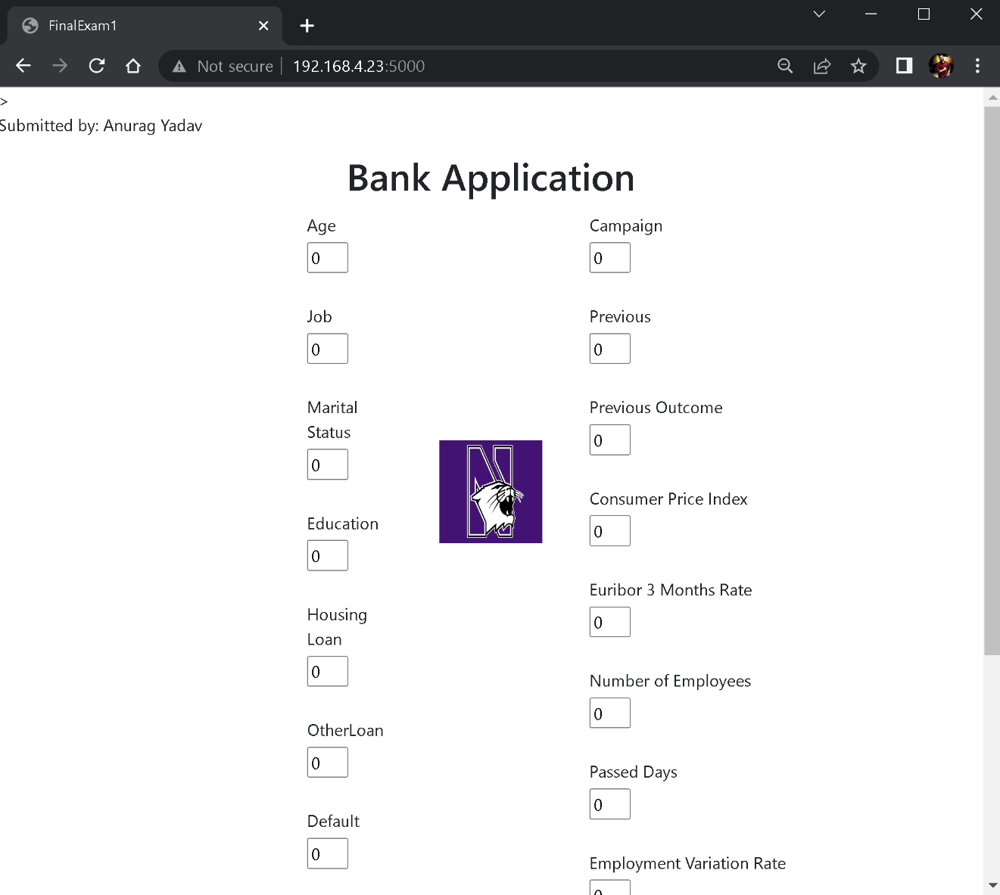 FinalExam1
Not secure
192.168.4.23:5000
>
Submitted by: Anurag Yadav
Bank Application
Age
0
Job
0
Marital
Status
0
Education
0
Housing
Loan
0
OtherLoan
0
Default
0
N
Campaign
0
Previous
0
Previous Outcome
0
Consumer Price Index
0
Euribor 3 Months Rate
0
Number of Employees
0
Passed Days
0
Employment Variation Rate
0